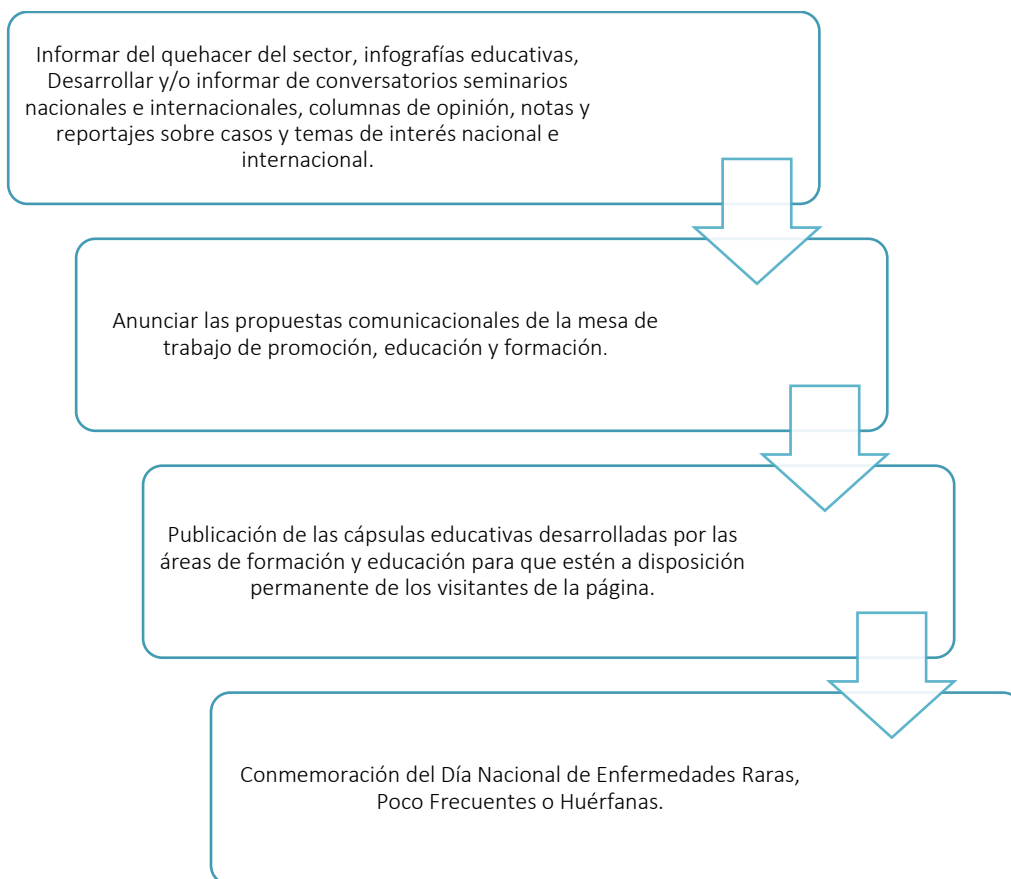 Informar del quehacer del sector, infografías educativas,
Desarrollar y/o informar de conversatorios seminarios
nacionales e internacionales, columnas de opinión, notas y
reportajes sobre casos y temas de interés nacional e
internacional.
Anunciar las propuestas comunicacionales de la mesa de
trabajo de promoción, educación y formación.
Publicación de las cápsulas educativas desarrolladas por las
áreas de formación y educación para que estén a disposición
permanente de los visitantes de la página.
Conmemoración del Día Nacional de Enfermedades Raras,
Poco Frecuentes o Huérfanas.